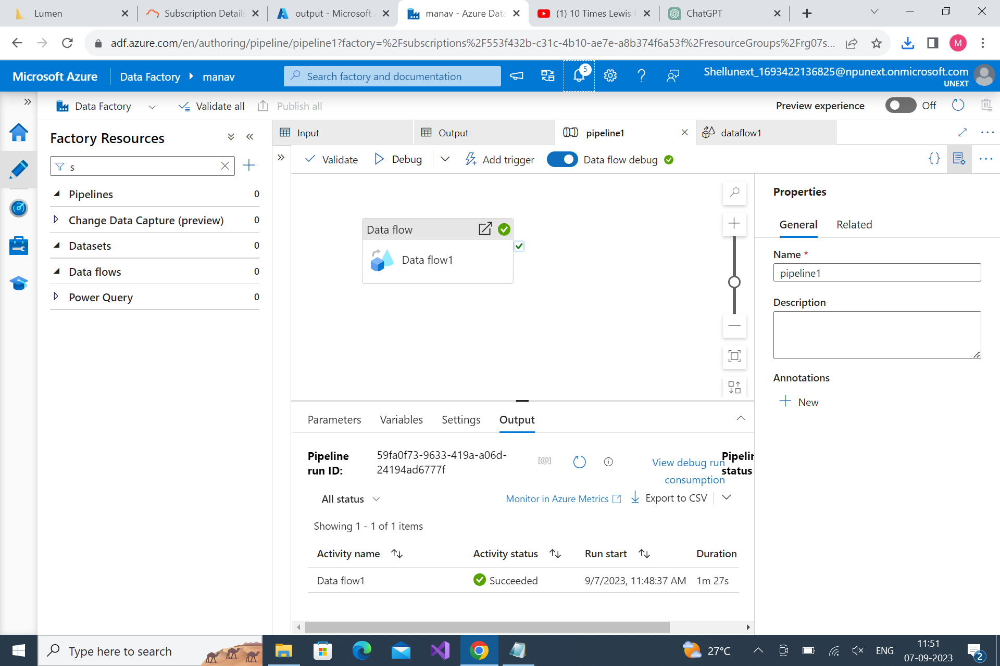 Lumen
Subscription Details
output - Microsoft A
manav - Azure Data
(1) 10 Times Lewis H
ChatGPT
adf.azure.com/en/authoring/pipeline/pipeline1?factory=%2Fsubscriptions%2F553f432b-c31c-4b10-ae7e-a8b374f6a53f%2FresourceGroups%2Frg07s...
M
Microsoft Azure
Data Factory
manav
Search factory and documentation
5
Shellunext_1693422136825@npunext.onmicrosoft.com
UNEXT
Data Factory
Validate all
Publish all
Preview experience
Off
Factory Resources
s
Pipelines 0
Change Data Capture (preview) 0
Datasets 0
Data flows 0
Power Query 0
Input
Output
pipeline1
dataflow1
Validate
Debug
Add trigger
Data flow debug
{}
Data flow
Data flow1
Properties
General
Related
Name *
pipeline1
Description
Annotations
New
Parameters
Variables
Settings
Output
Pipeline run ID:
59fa0f73-9633-419a-a06d-
24194ad6777f
[@]
View debug run
consumption
Pipelin
status
All status
Monitor in Azure Metrics
Export to CSV
Showing 1 - 1 of 1 items
Activity name
Activity status
Run start
Duration
Data flow1
Succeeded
9/7/2023, 11:48:37 AM
1m 27s
Type here to search
27°C
ENG
11:51
07-09-2023
2